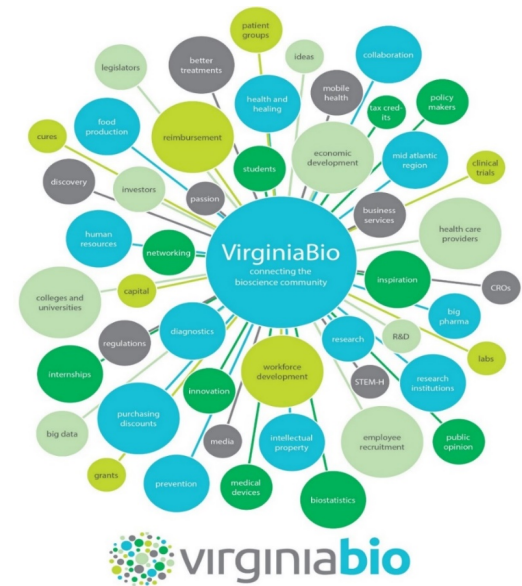 patient
groups
ideas
collaboration
better
treatments
legislators
mobile
health
health and
healing
tax cred-
its
policy
makers
food
production
reimbursement
economic
development
cures
students
mid atlantic
region
clinical
trials
discovery
investors
passion
business
services
human
resources
networking
VirginiaBio
connecting the
bioscience community
health care
providers
inspiration
CROs
colleges and
universities
capital
big
pharma
diagnostics
regulations
research
R&D
labs
internships
workforce
development
STEM-H
research
institutions
innovation
purchasing
discounts
big data
media
intellectual
property
employee
recruitment
public
opinion
grants
prevention
medical
devices
biostatistics
virginiabio